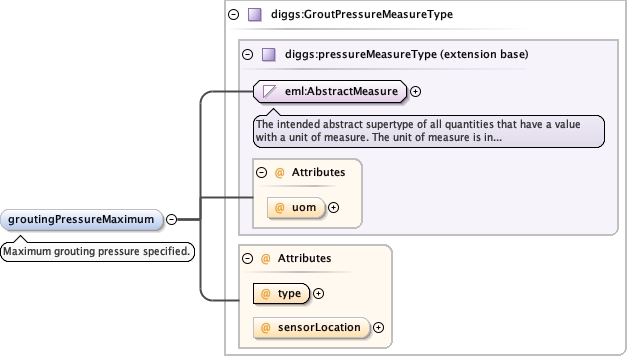 diggs:GroutPressureMeasureType
diggs:pressureMeasureType (extension base)
eml:AbstractMeasure
The intended abstract supertype of all quantities that have a value
with a unit of measure. The unit of measure is in...
@ Attributes
@ uom
groutingPressureMaximum
Maximum grouting pressure specified.
@ Attributes
@ type
@ sensorLocation